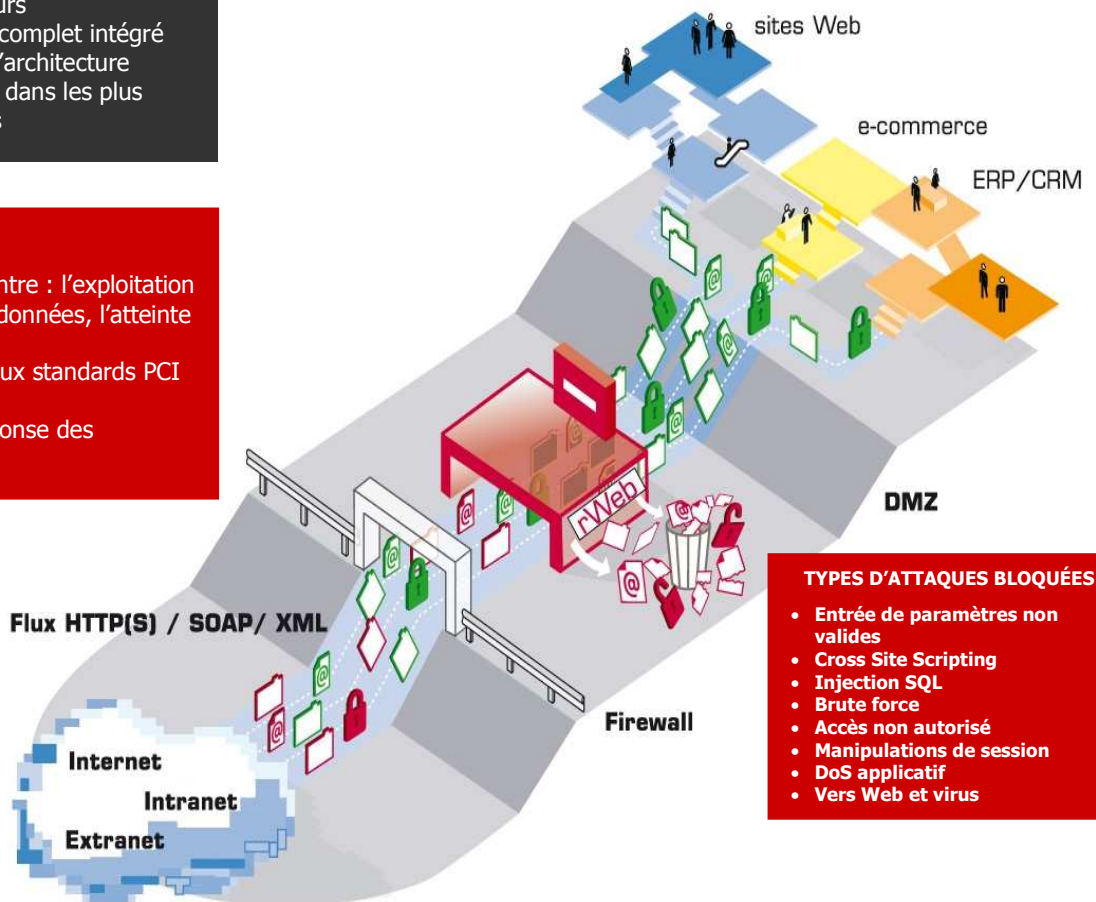 urs
complet intégré
'architecture
dans les plus
s
ntre : l’exploitation
données, l’atteinte
ux standards PCI
onse des
sites Web
e-commerce
ERP/CRM
rWeb
DMZ
Flux HTTP(S) / SOAP/ XML
Firewall
Internet
Intranet
Extranet
TYPES D’ATTAQUES BLOQUÉES
• Entrée de paramètres non
valides
• Cross Site Scripting
• Injection SQL
• Brute force
• Accès non autorisé
• Manipulations de session
• DoS applicatif
• Vers Web et virus